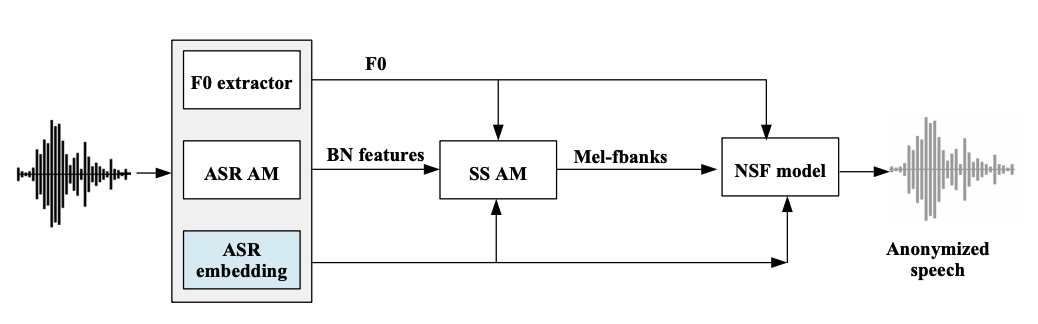 F0
F0 extractor
BN features
Mel-fbanks
ASR AM
SS AM
NSF model
ASR
embedding
Anonymized
speech